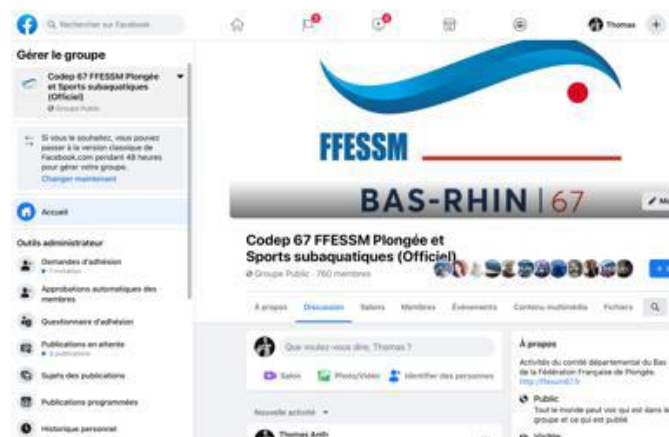 Rechercher sur Facebook
Thomas
Gérer le groupe
Codep 67 FFESSM Plongée
et Sports subaquatiques
(Officiel)
Groupe Public
Si vous le souhaitez, vous pouvez
passer à la version classique de
Facebook.com pendant 48 heures
pour gérer votre groupe.
Changer maintenant
Accueil
Outils administrateur
Demandes d'adhésion
Approbations automatiques des
membres
Questionnaire d'adhésion
Publications en attente
Sujets des publications
Publications programmées
Historique personnel
FFESSM
BAS-RHIN | 67
Codep 67 FFESSM Plongée et
Sports subaquatiques (Officiel)
Groupe Public · 760 membres
À propos Discussion Salons Membres Événements Contenu multimédia Fichiers
Que voulez-vous dire, Thomas ?
Salon Photo/Vidéo Identifier des personnes
Nouvelle activité
Thomas Anth
À propos
Activités du comité départemental du Bas
de la Fédération Française de Plongée.
Public
Tout le monde peut voir qui est dans le
groupe et ce qui est publié
Visible